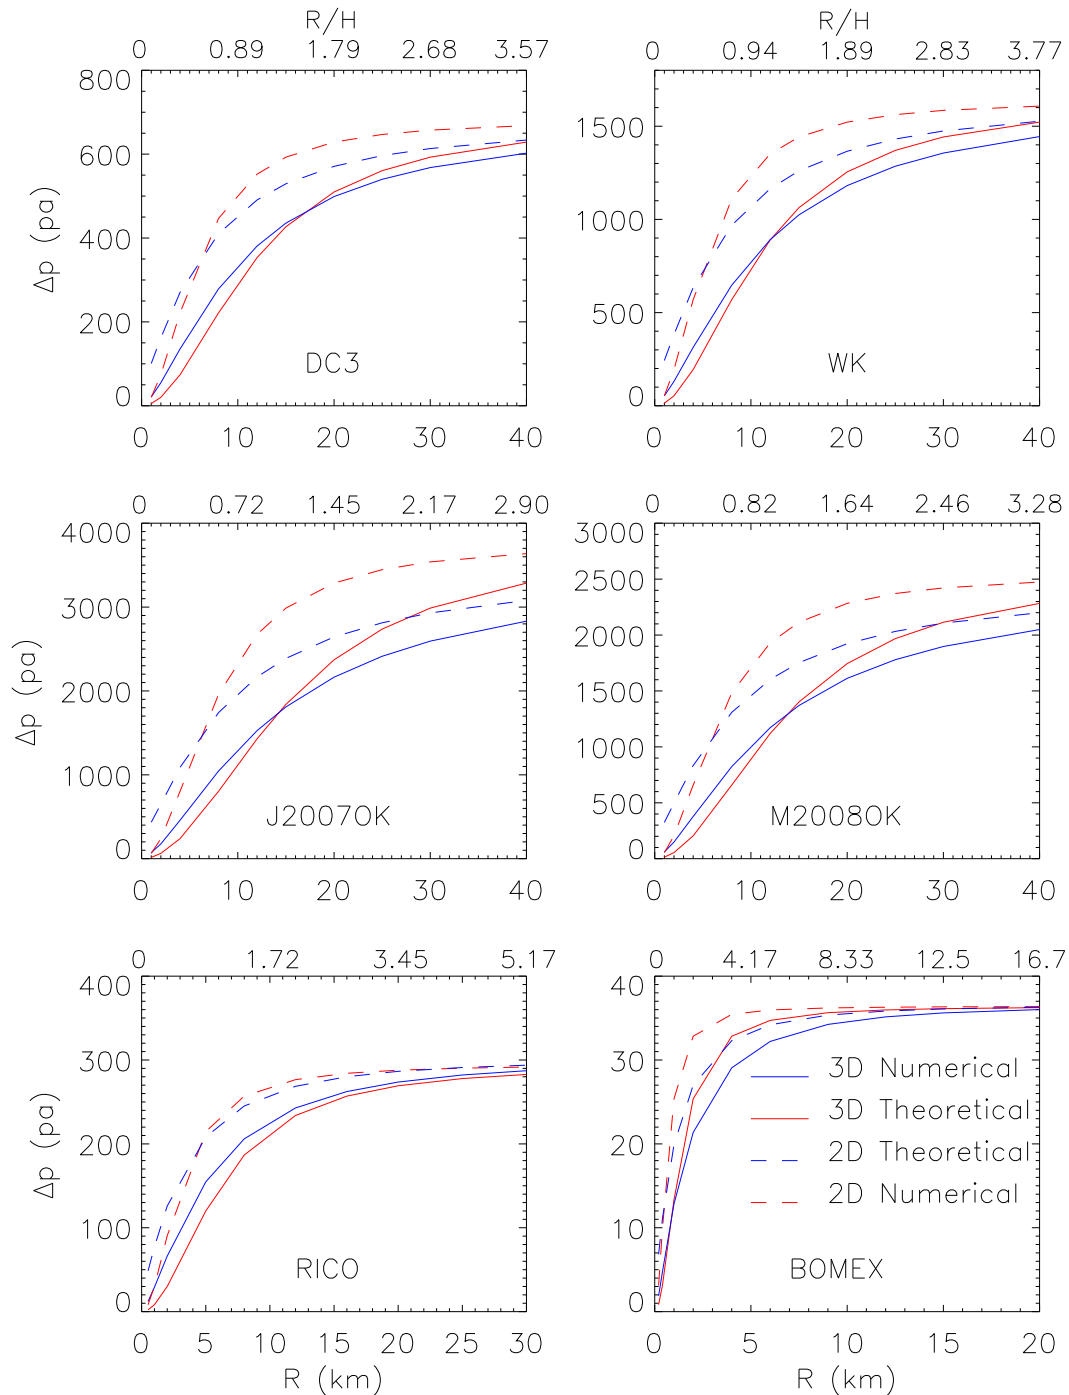 R/H
R/H
0 0.89 1.79 2.68 3.57
0 0.94 1.89 2.83 3.77
800
600
400
200
0
Δp (pa)
DC3
0 10 20 30 40
1500
1000
500
0
WK
0 10 20 30 40
0 0.72 1.45 2.17 2.90
0 0.82 1.64 2.46 3.28
4000
3000
2000
1000
0
Δp (pa)
J2007OK
0 10 20 30 40
3000
2500
2000
1500
1000
500
0
M2008OK
0 10 20 30 40
0 1.72 3.45 5.17
0 4.17 8.33 12.5 16.7
400
300
200
100
0
Δp (pa)
RICO
0 5 10 15 20 25 30
R (km)
40
30
20
10
0
3D Numerical
3D Theoretical
2D Theoretical
2D Numerical
BOMEX
0 5 10 15 20
R (km)